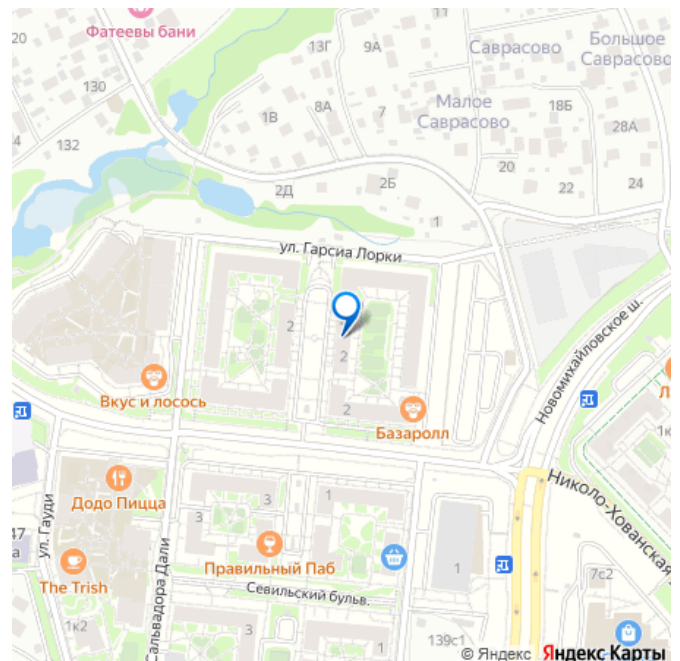 Фатеевы бани
13Г
9А
Саврасово
Большое
Саврасово
130
8А
1В
7
Малое
Саврасово
18Б
28А
4
132
20
2Д
2Б
22
24
1
ул. Гарсиа Лорки
2
2
Новомихайловское ш.
Вкус и лосось
2
Базаролл
Л
1к
Додо Пицца
3
1
Николо-Хованская
ул. Гауди
47
а
3
Правильный Паб
The Trish
Сальвадора Дали
Севильский бульв.
1
7с2
1к2
139с1
© Яндекс Яндекс Карты